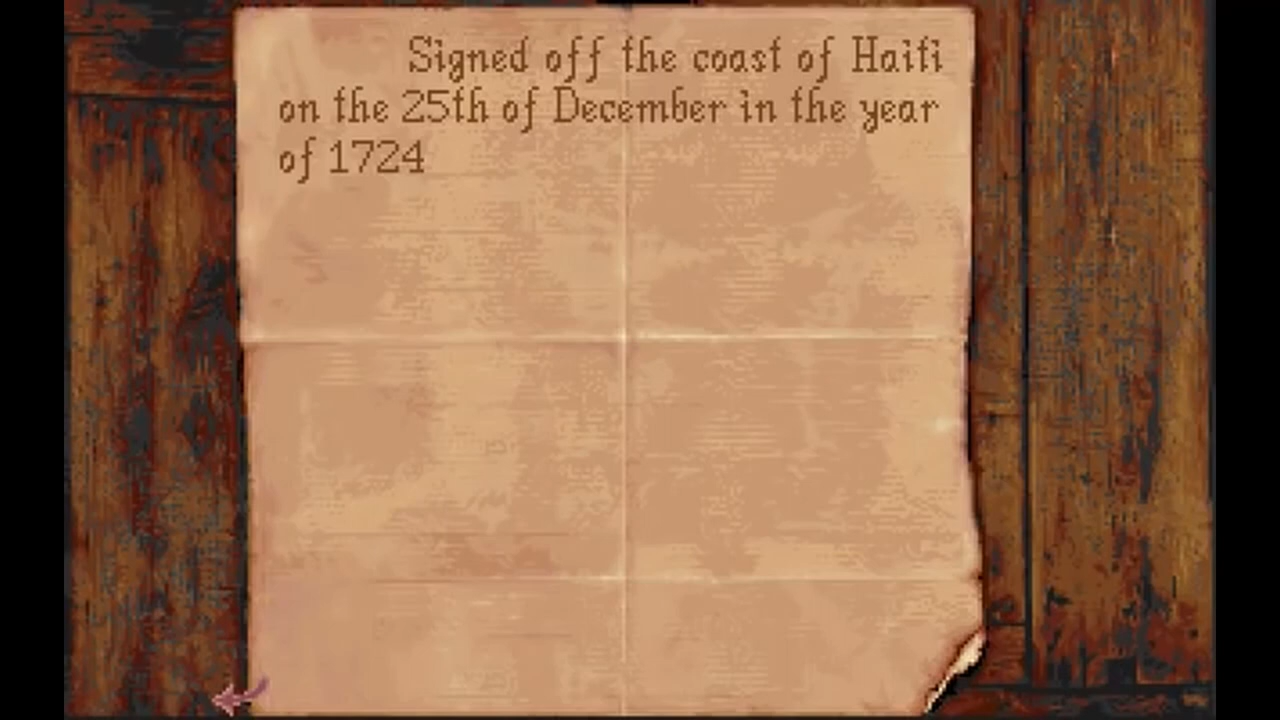 Signed off the coast of Haiti
on the 25th of December in the year
of 1724